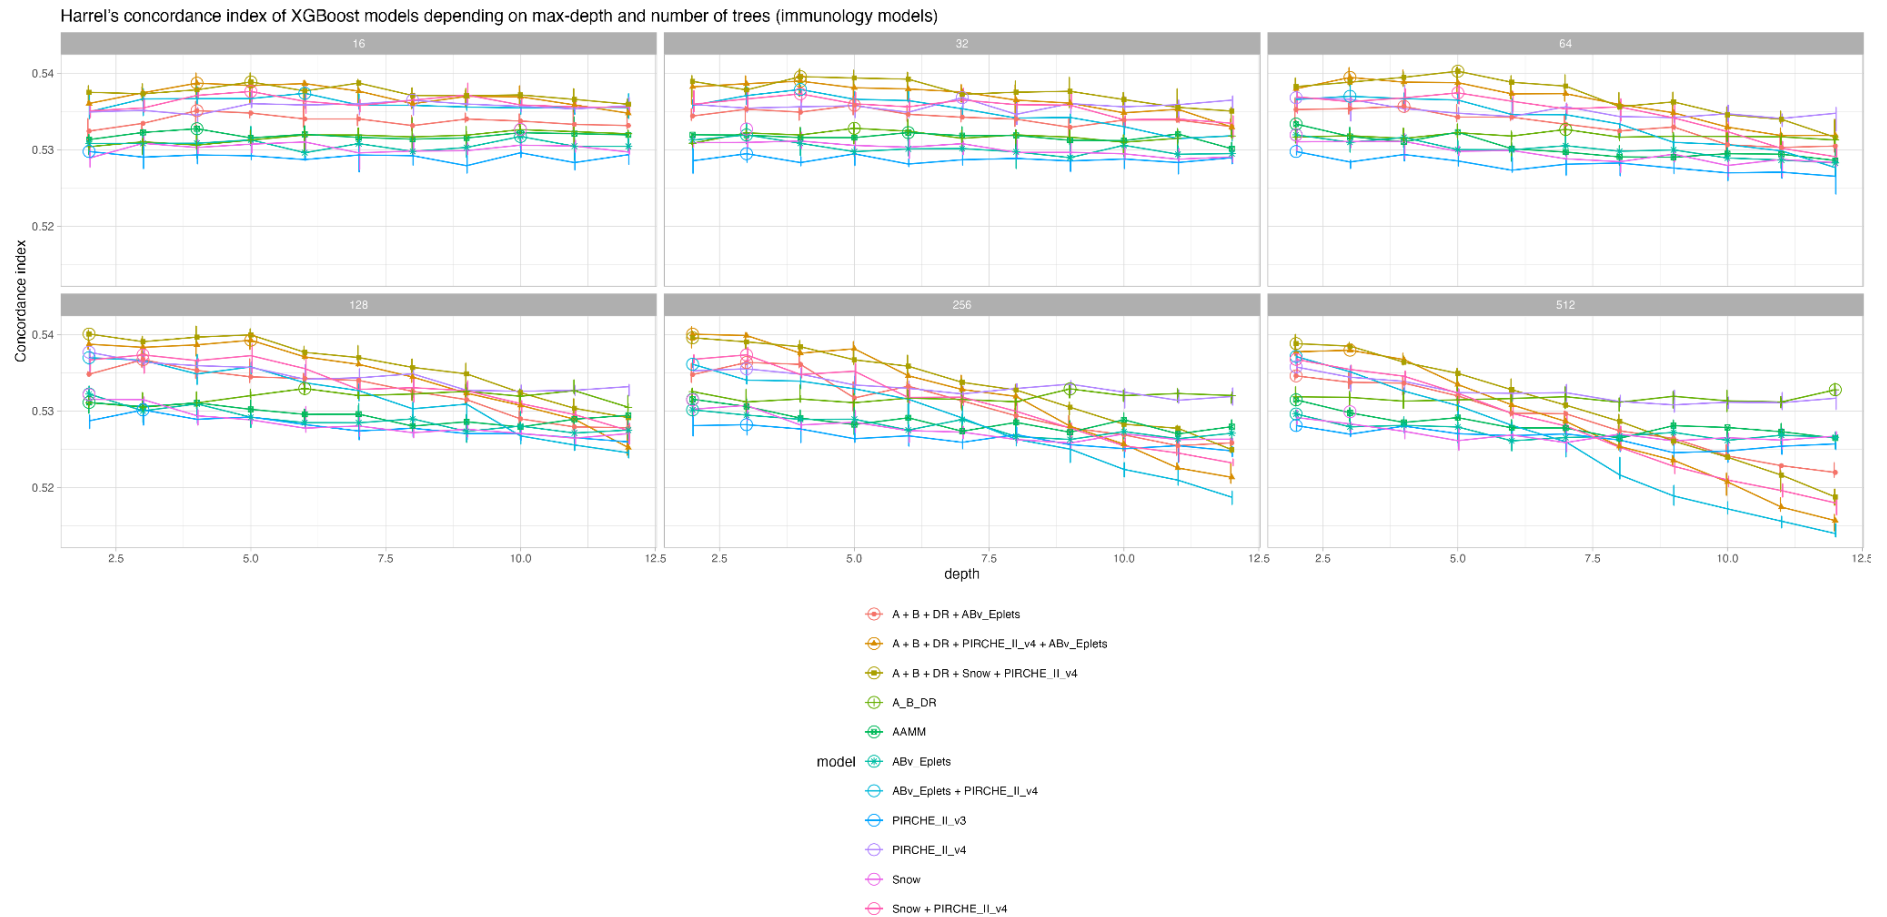 Harrel's concordance index of XGBoost models depending on max-depth and number of trees (immunology models)
16
32
64
0.54
0.53
0.52
Concordance index
128
256
512
0.54
0.53
0.52
2.5
5.0
7.5
10.0
12.5
2.5
5.0
7.5
10.0
12.5
2.5
5.0
7.5
10.0
12.5
depth
model
A + B + DR + ABv_Eplets
A + B + DR + PIRCHE_II_v4 + ABv_Eplets
A + B + DR + Snow + PIRCHE_II_v4
A_B_DR
AAMM
ABv_Eplets
ABv_Eplets + PIRCHE_II_v4
PIRCHE_II_v3
PIRCHE_II_v4
Snow
Snow + PIRCHE_II_v4